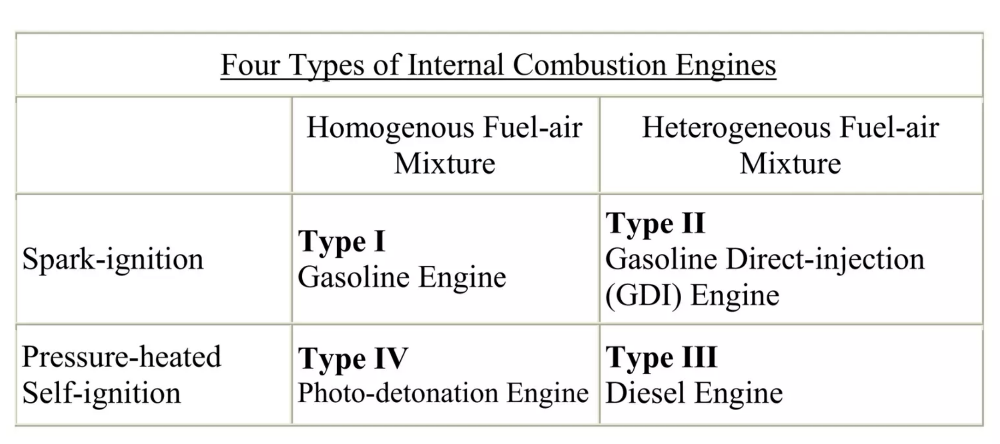 Four Types of Internal Combustion Engines
Homogenous Fuel-air
Mixture
Heterogeneous Fuel-air
Mixture
Spark-ignition
Type I
Gasoline Engine
Type II
Gasoline Direct-injection
(GDI) Engine
Pressure-heated
Self-ignition
Type IV
Photo-detonation Engine
Type III
Diesel Engine